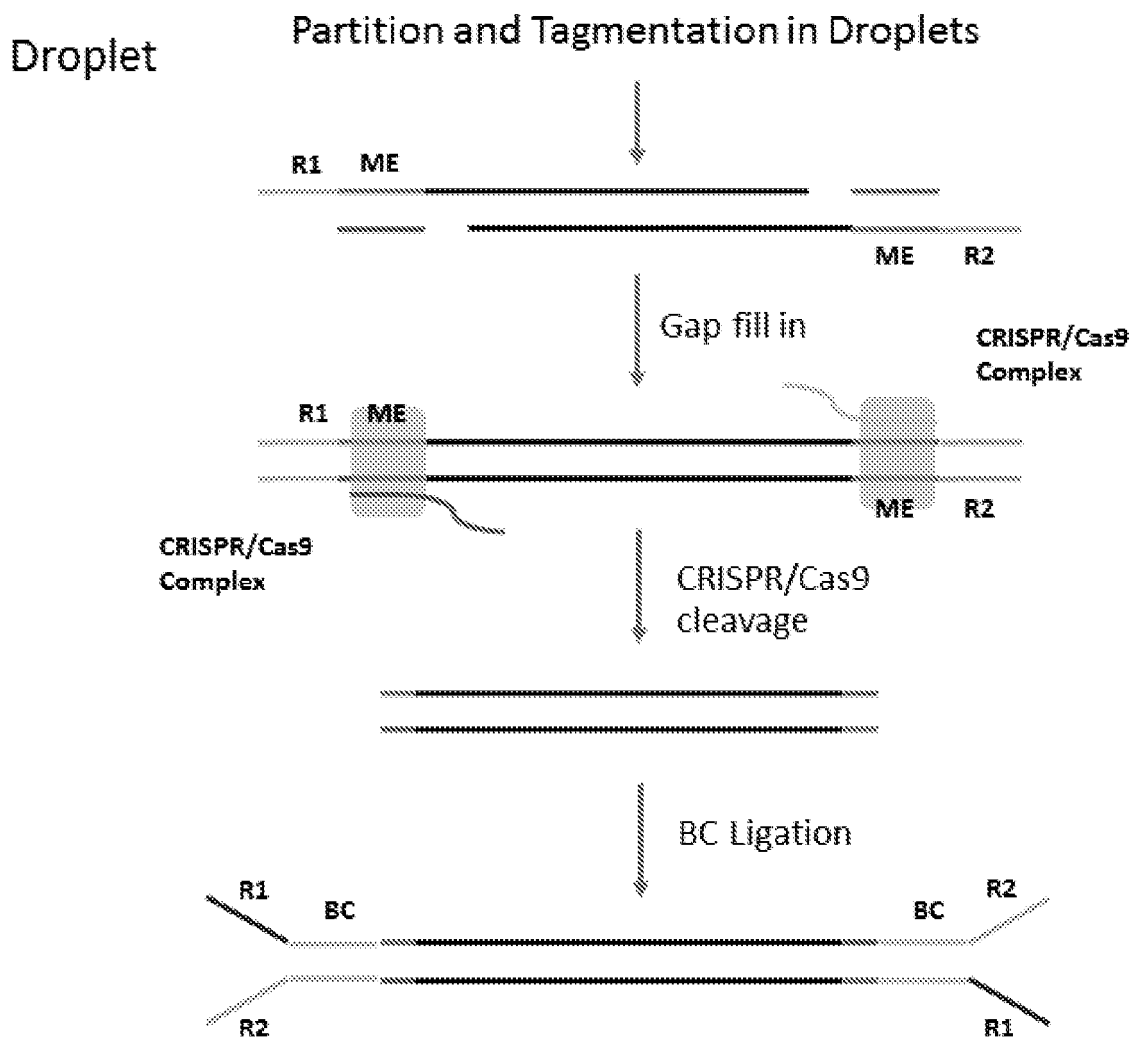 Partition and Tagmentation in Droplets
Droplet
R1 ME
ME R2
Gap fill in
CRISPR/Cas9
Complex
R1 ME
ME R2
CRISPR/Cas9
Complex
CRISPR/Cas9
cleavage
BC Ligation
R1 BC BC R2
R2 R1